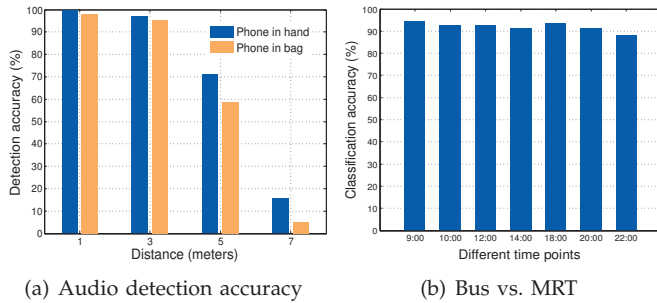 100
90
80
70
60
50
40
30
20
10
0
Detection accuracy (%)
Phone in hand
Phone in bag
1 3 5 7
Distance (meters)
(a) Audio detection accuracy
100
90
80
70
60
50
40
30
20
10
0
Classification accuracy (%)
9:00 10:00 12:00 14:00 18:00 20:00 22:00
Different time points
(b) Bus vs. MRT